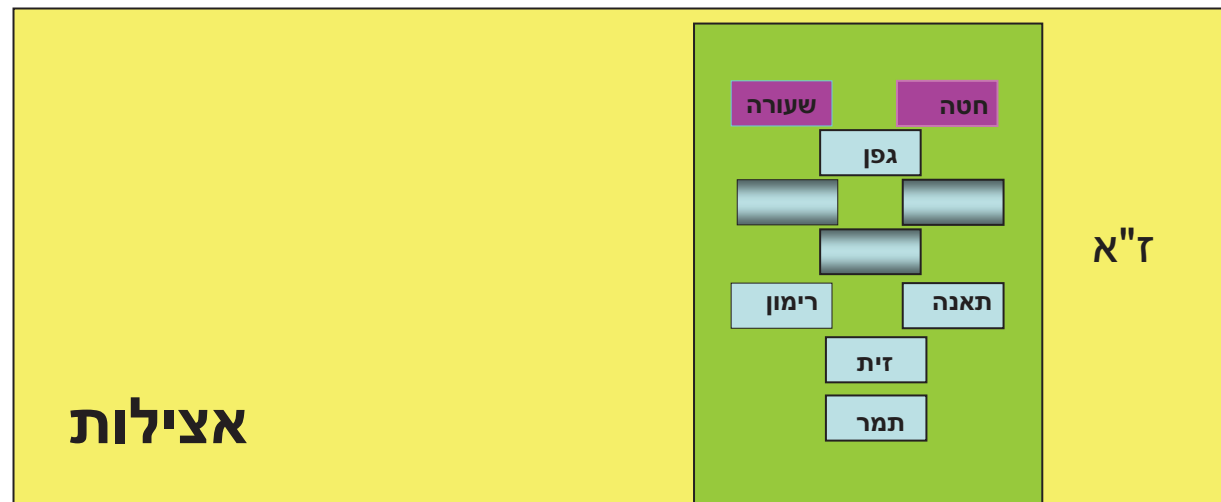 חטה
שעורה
גפן
ז"א
תאנה
רימון
זית
תמר
אצילות